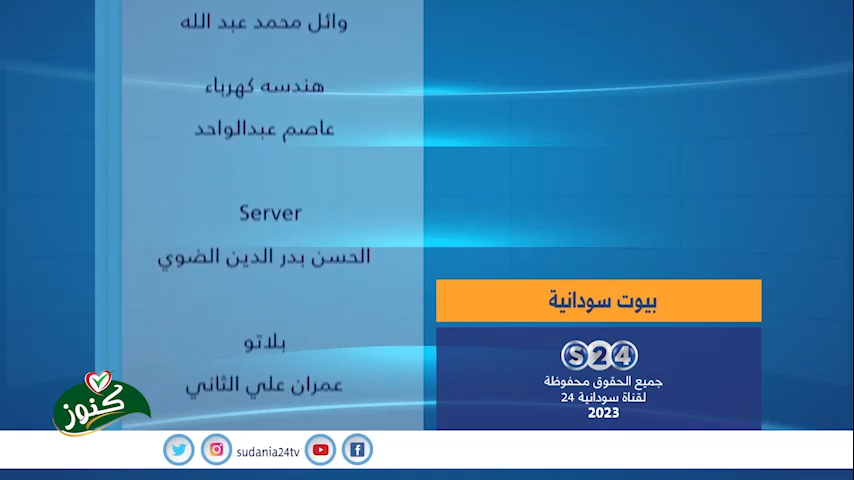 وائل محمد عبد الله
هندسه كهرباء
عاصم عبدالواحد
Server
الحسن بدر الدين الضوي
بلاتو
عمران علي الثاني
بيوت سودانية
S24
جميع الحقوق محفوظة
لقناة سودانية 24
2023
كنوز
sudania24tv